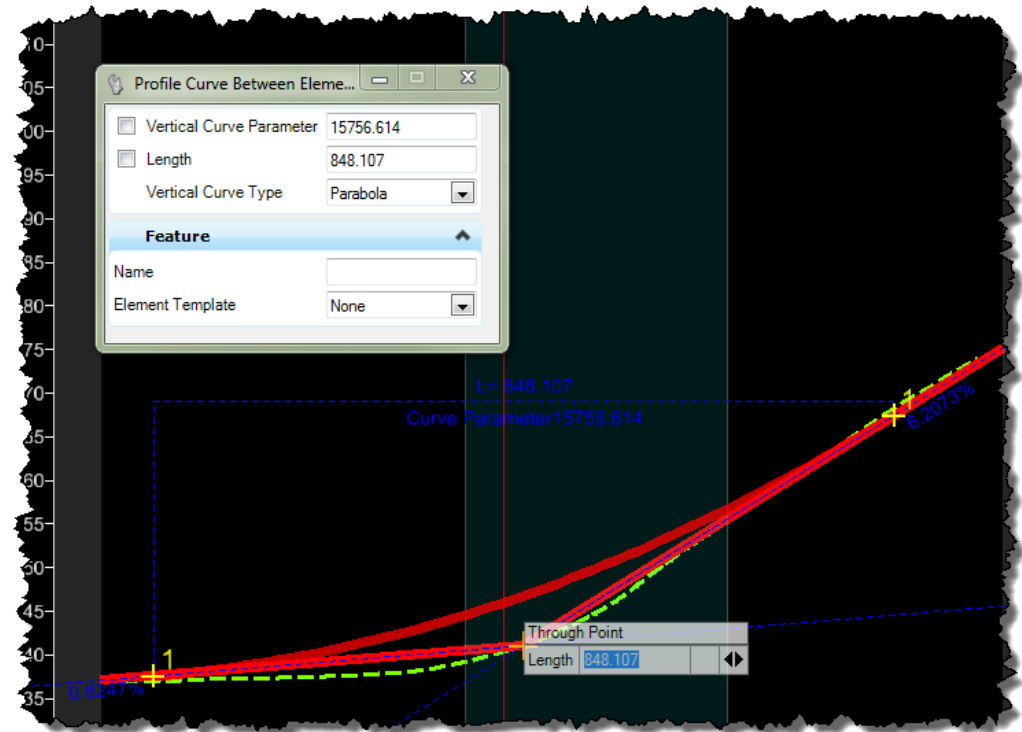 Profile Curve Between Eleme...
Vertical Curve Parameter 15756.614
Length 848.107
Vertical Curve Type Parabola
Feature
Name
Element Template None
05-
00-
95-
90-
85-
80-
75-
70-
65-
60-
55-
50-
45-
40-
35-
L= 848.107
Curve Parameter15756.614
1
6.2073%
1
0.8247%
Through Point
Length 848.107